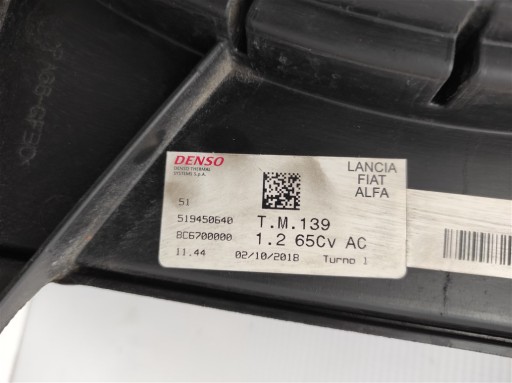 DENSO
DENSO THERMAL
SYSTEMS S.p.A.
LANCIA
FIAT
ALFA
51
519450640
T.M.139
8C6700000
1.2 65Cv AC
11.44
02/10/2018
Turno 1